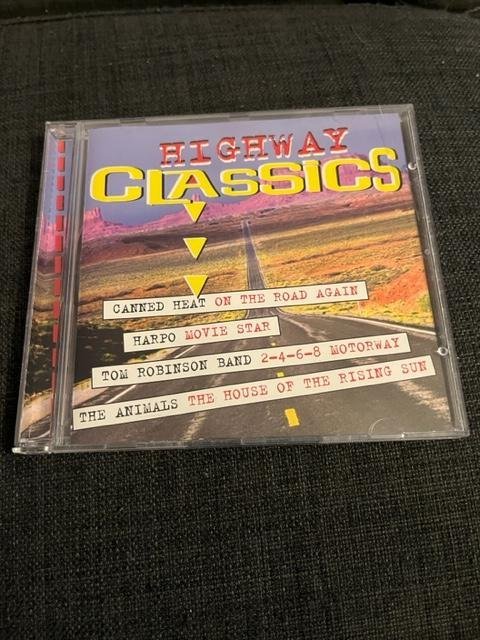 HIGHWAY
CLASSICS
CANNED HEAT ON THE ROAD AGAIN
HARPO MOVIE STAR
TOM ROBINSON BAND 2-4-6-8 MOTORWAY
THE ANIMALS THE HOUSE OF THE RISING SUN